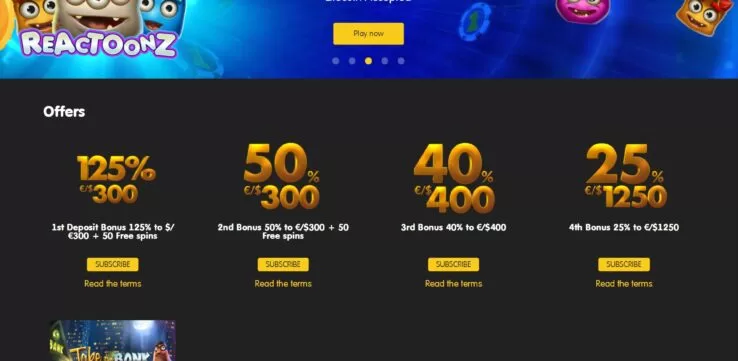 Bitcoin Accepted
REACTOONZ
Play now
Offers
125%
€/$300
1st Deposit Bonus 125% to $/
€300 + 50 Free spins
SUBSCRIBE
Read the terms
50%
€/$300
2nd Bonus 50% to €/$300 + 50
Free spins
SUBSCRIBE
Read the terms
40%
€/$400
3rd Bonus 40% to €/$400
SUBSCRIBE
Read the terms
25%
€/$1250
4th Bonus 25% to €/$1250
SUBSCRIBE
Read the terms
BANK
Take the
BANK